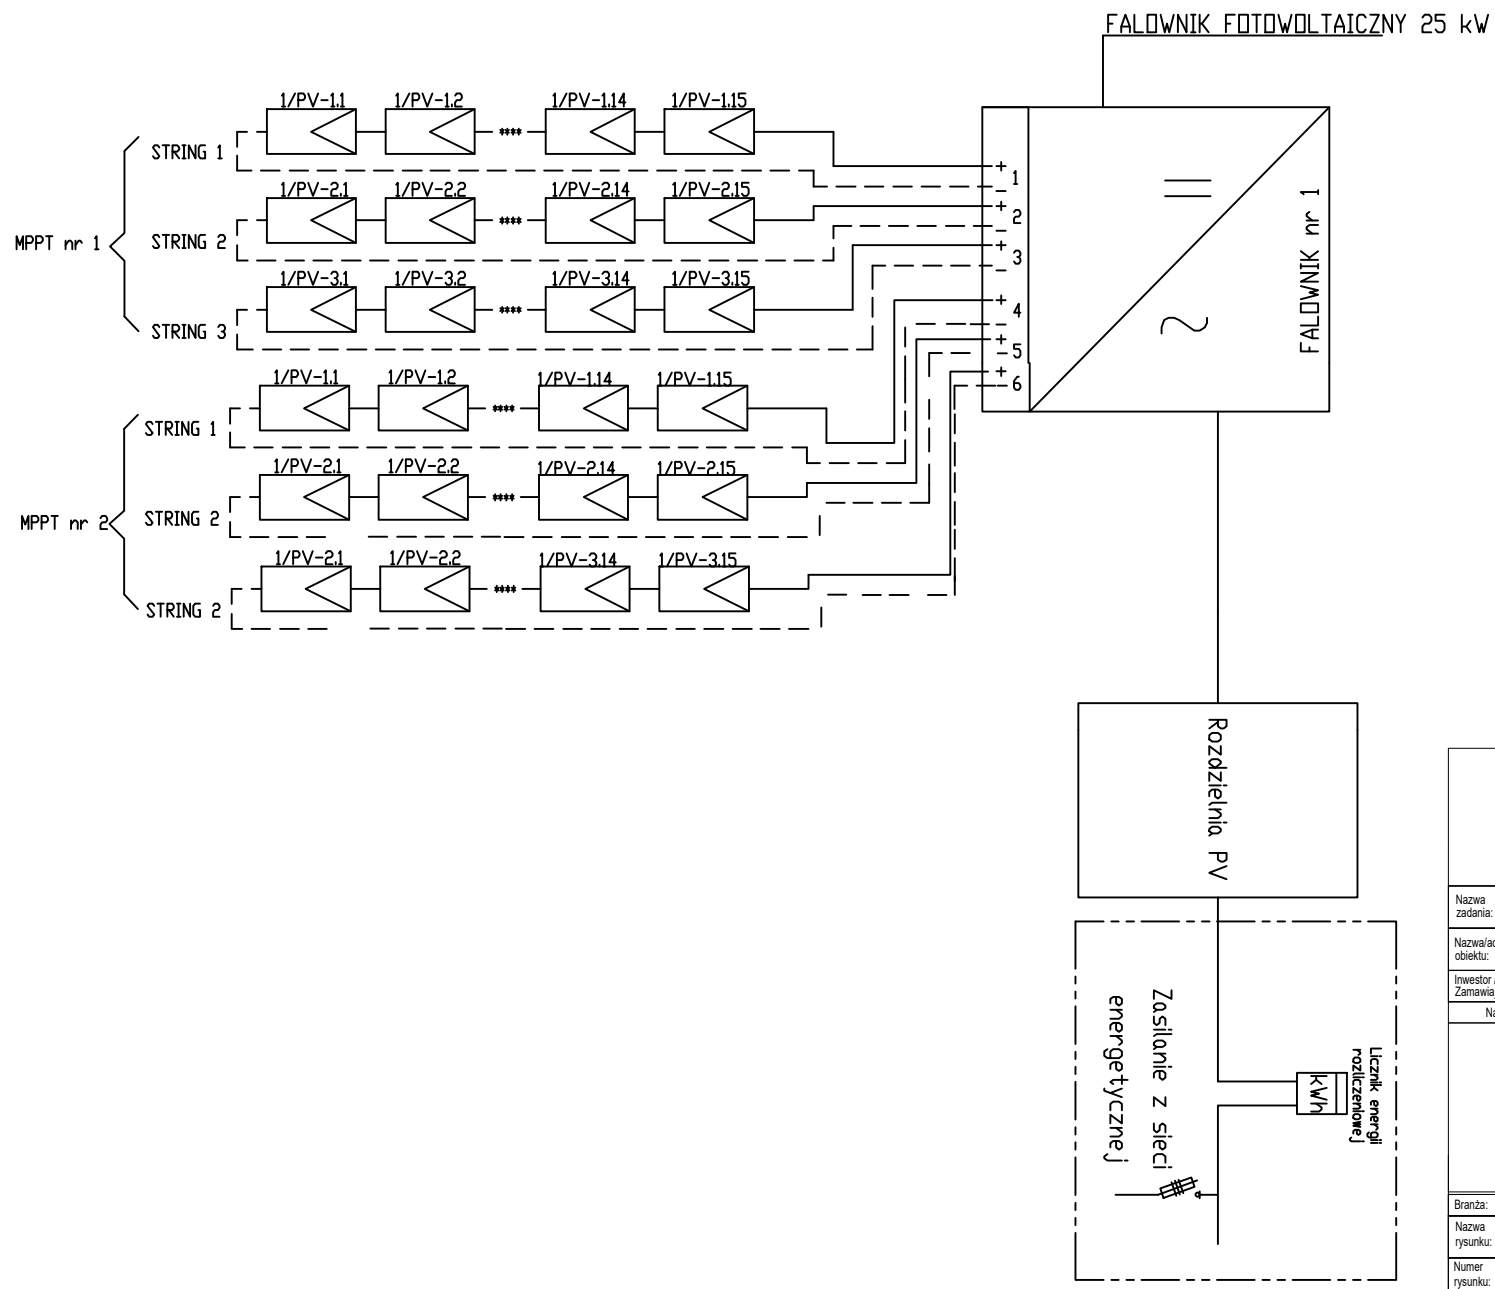 FALOWNIK FOTOWOLTAICZNY 25 kW
1/PV-1.1 1/PV-1.2 1/PV-1.14 1/PV-1.15
STRING 1
****
1/PV-2.1 1/PV-2.2 1/PV-2.14 1/PV-2.15
STRING 2
****
MPPT nr 1
1/PV-3.1 1/PV-3.2 1/PV-3.14 1/PV-3.15
STRING 3
****
+ 1 -
+ 2 -
+ 3 -
+ 4 -
+ 5 -
+ 6 -
FALOWNIK nr 1
1/PV-1.1 1/PV-1.2 1/PV-1.14 1/PV-1.15
STRING 1
****
1/PV-2.1 1/PV-2.2 1/PV-2.14 1/PV-2.15
STRING 2
****
MPPT nr 2
1/PV-2.1 1/PV-2.2 1/PV-3.14 1/PV-3.15
STRING 2
****
Rozdzielnia PV
Zasilanie z sieci
energetycznej
Licznik energii
rozliczeniowej
kWh
Nazwa
zadania:
Nazwa/ad
obiektu:
Inwestor
Zamawia
Na
Branża:
Nazwa
rysunku:
Numer
rysunku: